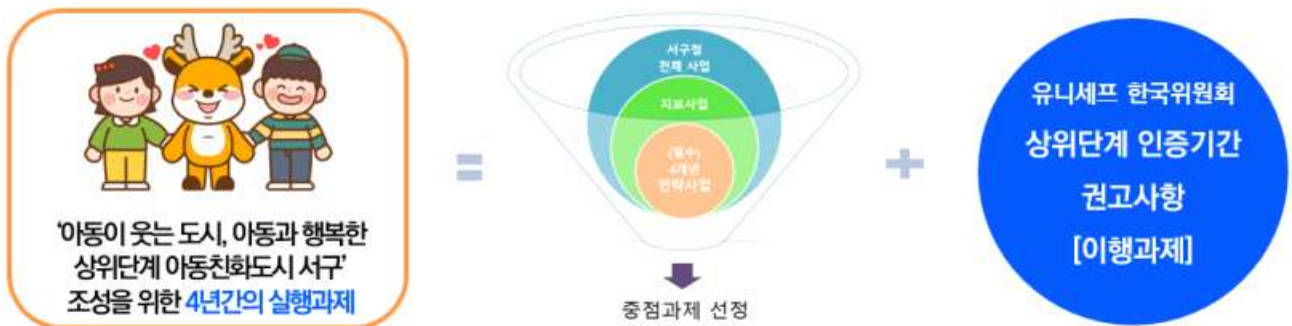 ‘아동이 웃는 도시, 아동과 행복한
상위단계 아동친화도시 서구’
조성을 위한 4년간의 실행과제
=
서구청
전체 사업
지표사업
(필수)
4개년
전략사업
중점과제 선정
+
유니세프 한국위원회
상위단계 인증기간
권고사항
[이행과제]